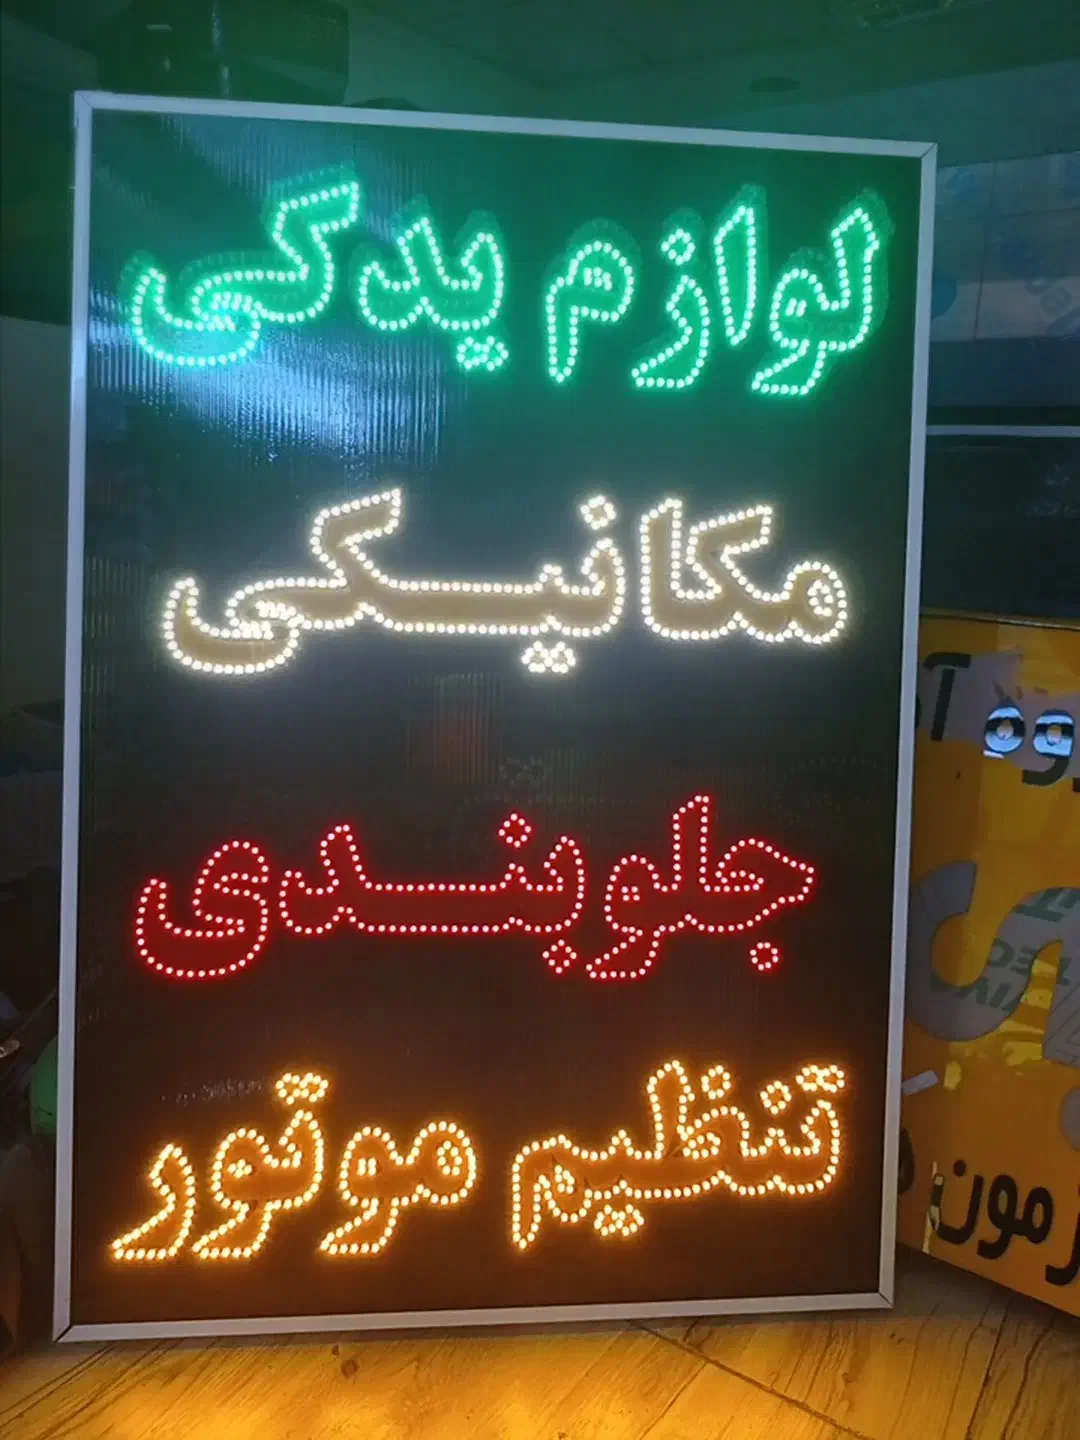 لوازم یدکی
مکانیکی
جلوبندی
تنظیم موتور